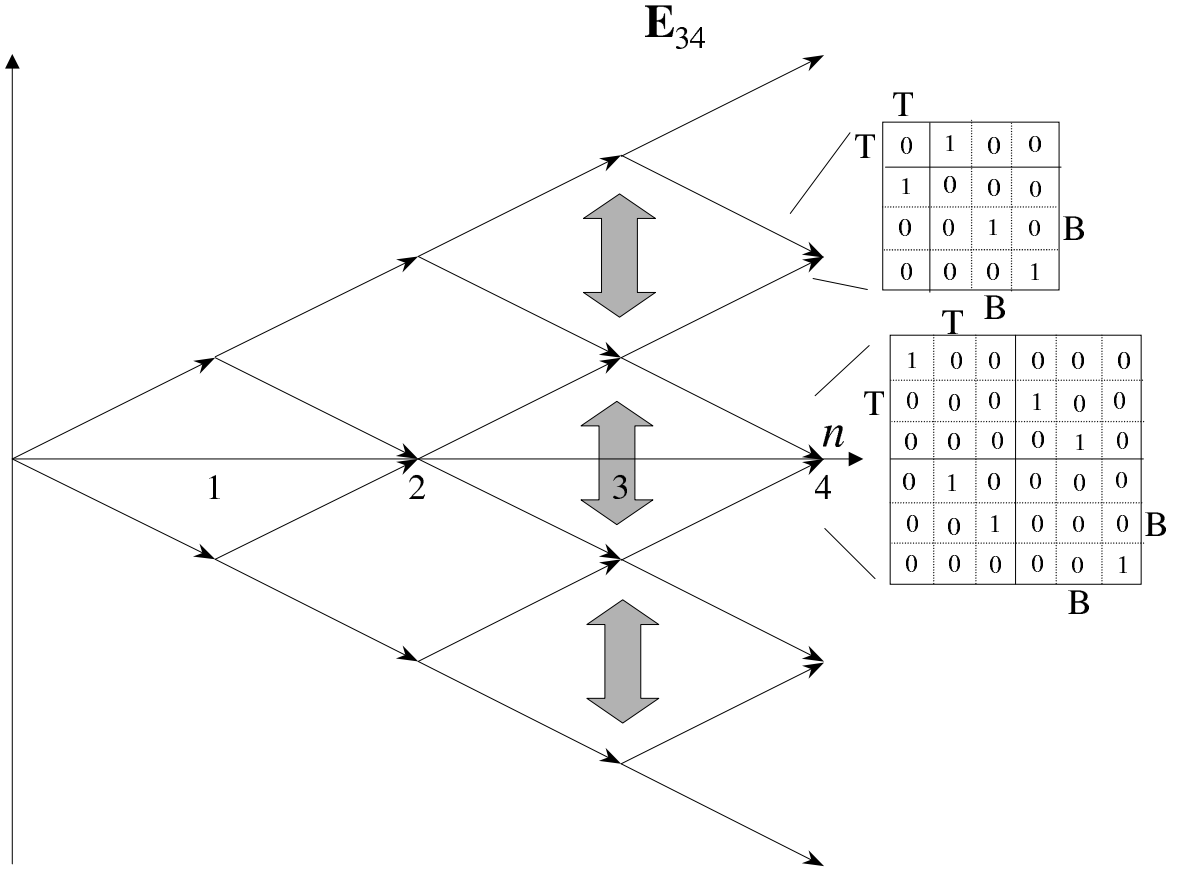 E34
T
T 0 1 0 0
1 0 0 0
0 0 1 0 B
0 0 0 1
B
T
1 0 0 0 0 0
T 0 0 0 1 0 0
0 0 0 0 1 0
0 1 0 0 0 0
0 0 1 0 0 0 B
0 0 0 0 0 1
B
n
1 2 3 4